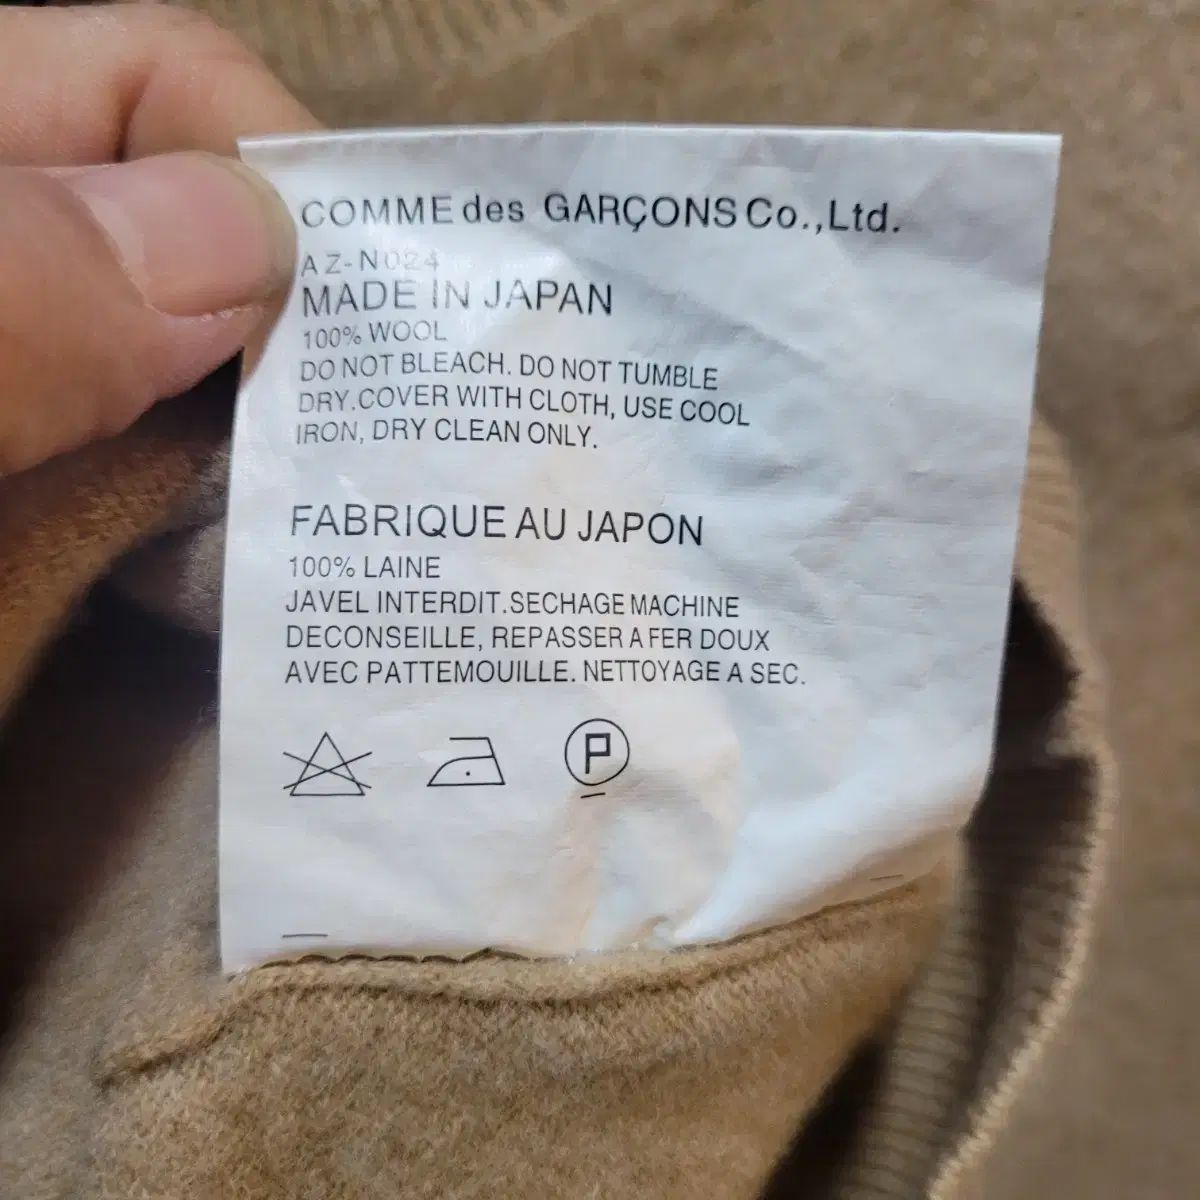 COMME des GARÇONS Co.,Ltd.
AZ-N024
MADE IN JAPAN
100% WOOL
DO NOT BLEACH. DO NOT TUMBLE
DRY.COVER WITH CLOTH, USE COOL
IRON, DRY CLEAN ONLY.
FABRIQUE AU JAPON
100% LAINE
JAVEL INTERDIT.SECHAGE MACHINE
DECONSEILLE, REPASSER A FER DOUX
AVEC PATTEMOUILLE. NETTOYAGE A SEC.
P